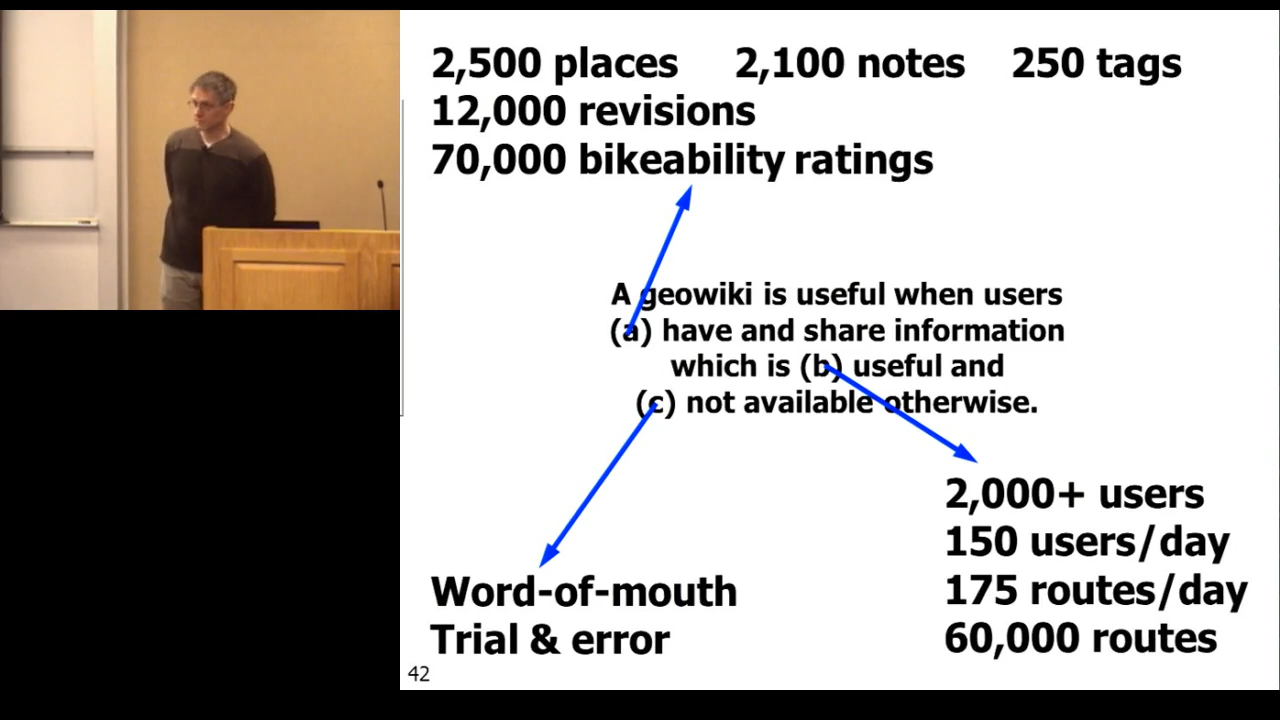 2,500 places 2,100 notes 250 tags
12,000 revisions
70,000 bikeability ratings
A geowiki is useful when users
(a) have and share information
which is (b) useful and
(c) not available otherwise.
2,000+ users
150 users/day
175 routes/day
60,000 routes
Word-of-mouth
Trial & error
42